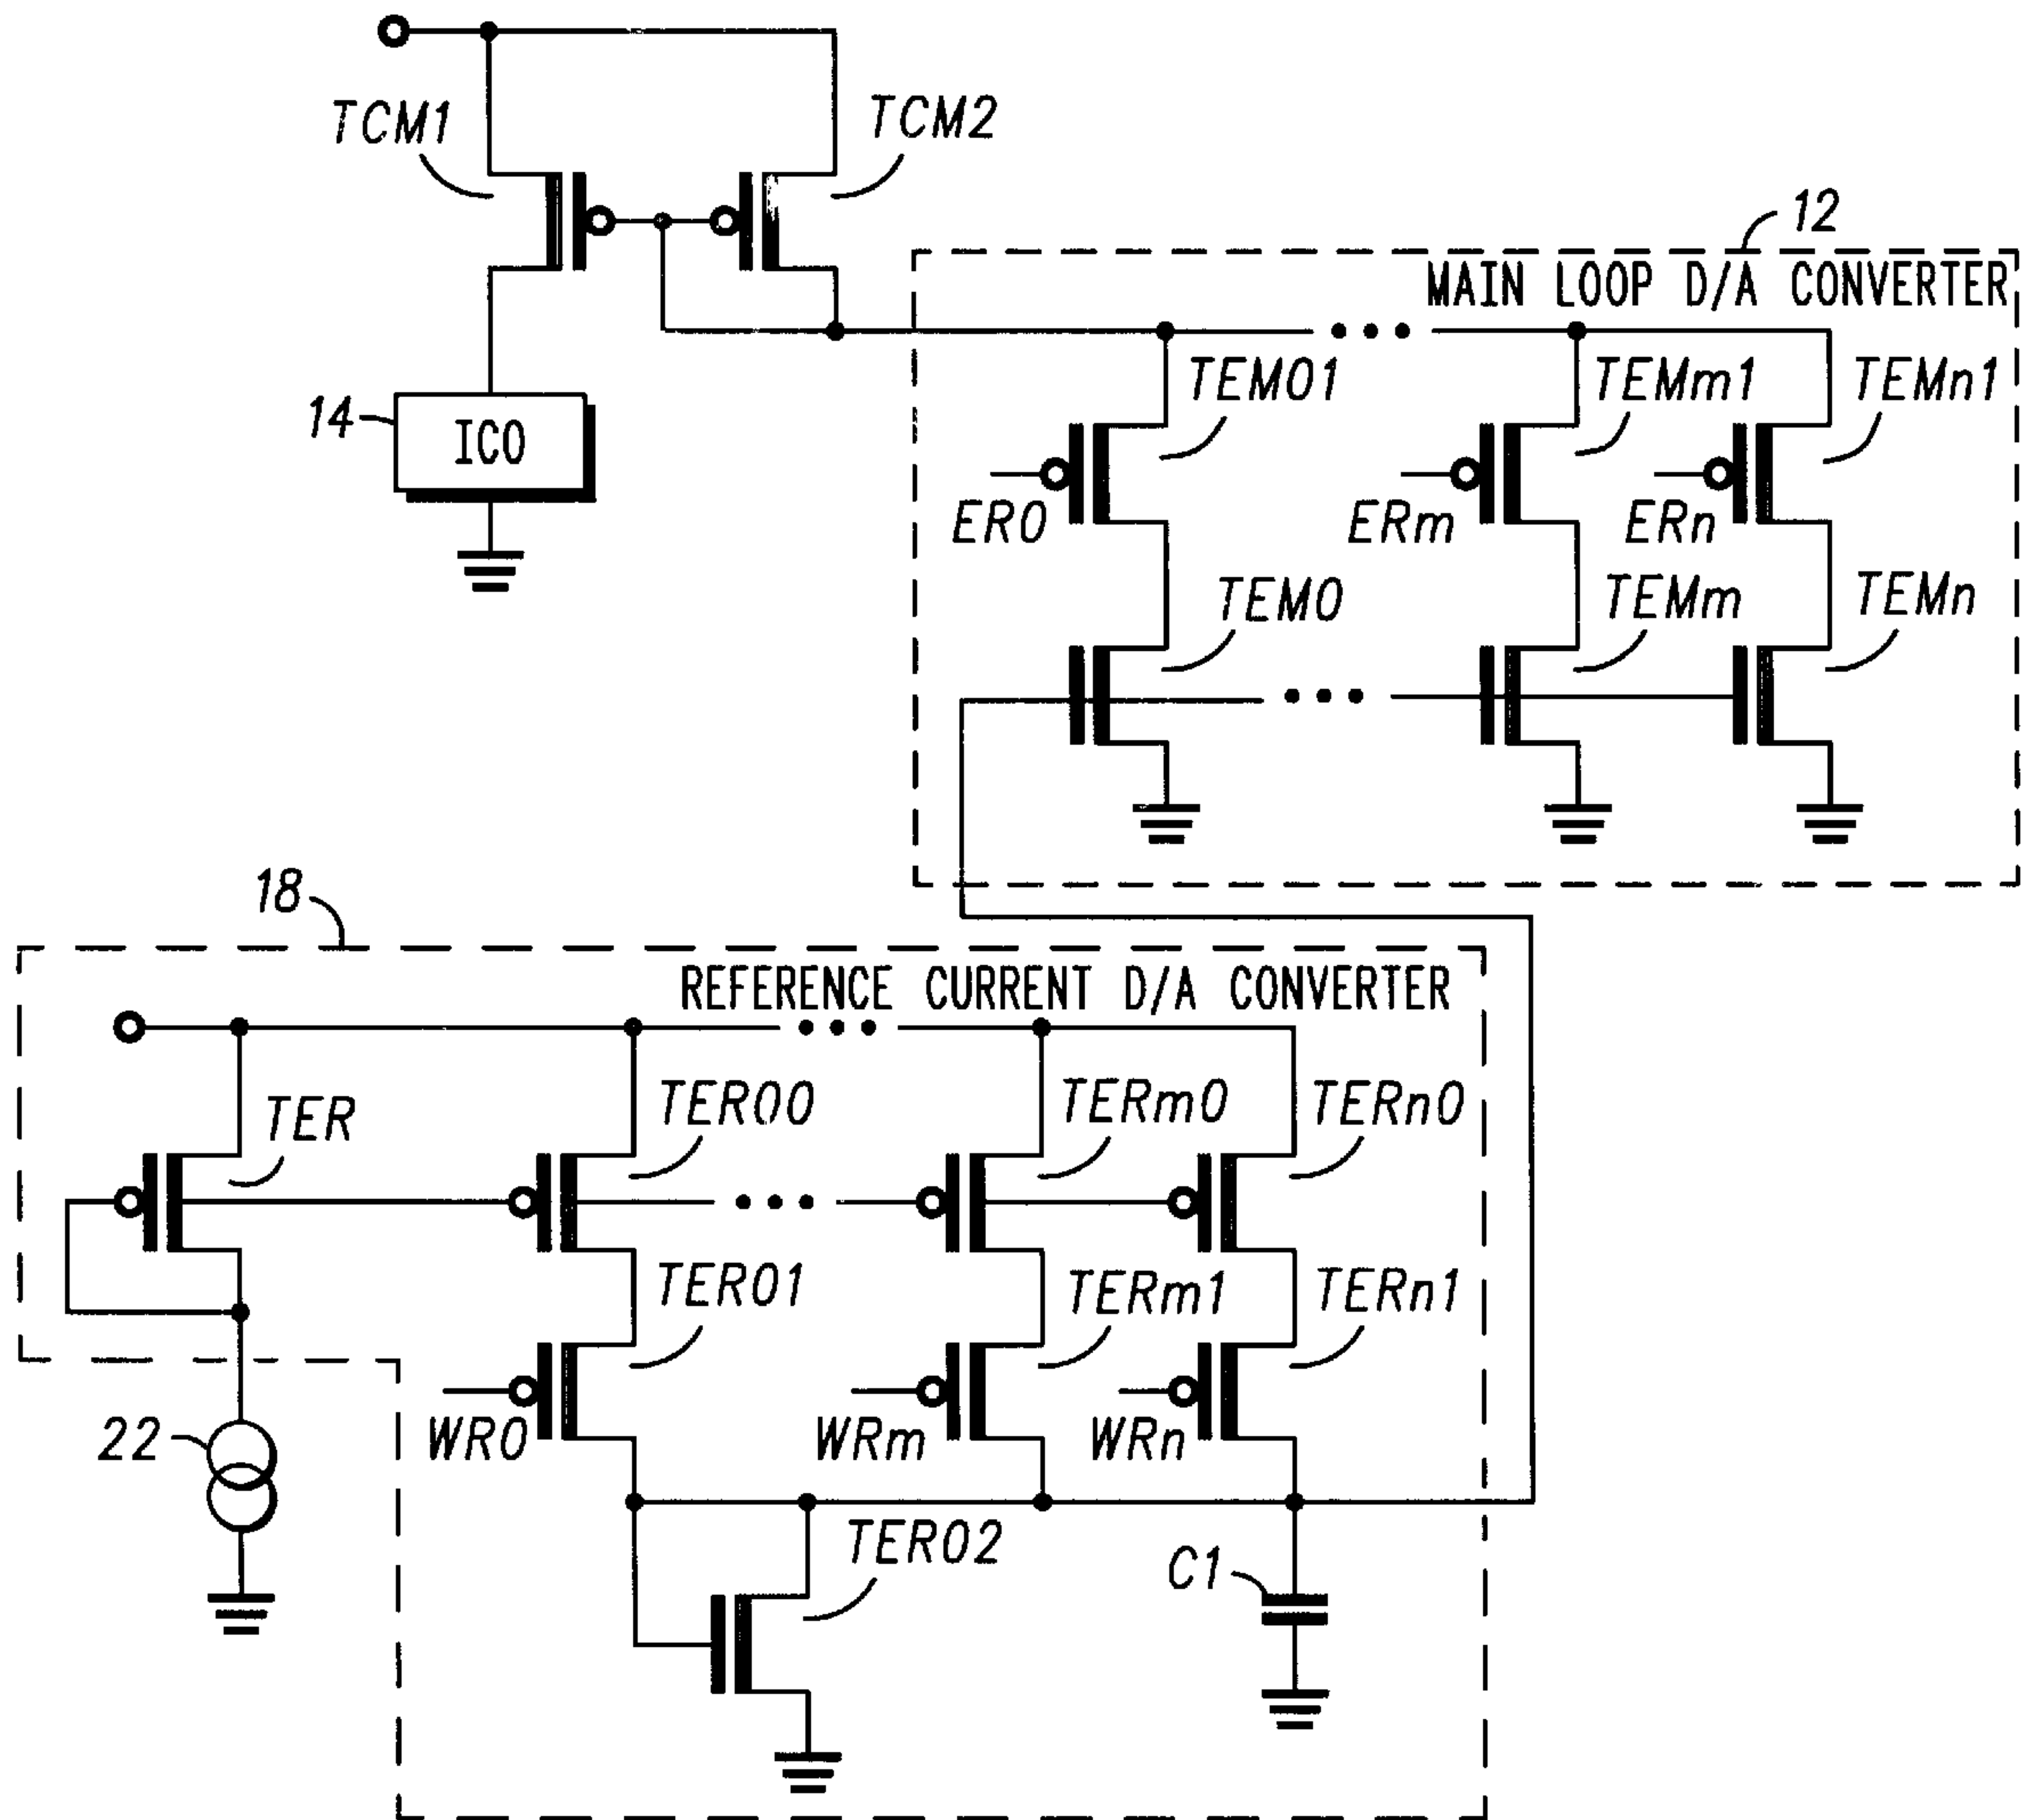 TCM1
TCM2
12
MAIN LOOP D/A CONVERTER
14
ICO
TEM01
TEMm1
TEMn1
ER0
ERm
ERn
TEM0
TEMm
TEMn
18
REFERENCE CURRENT D/A CONVERTER
TER
TER00
TERm0
TERn0
TER01
TERm1
TERn1
22
WR0
WRm
WRn
TER02
C1